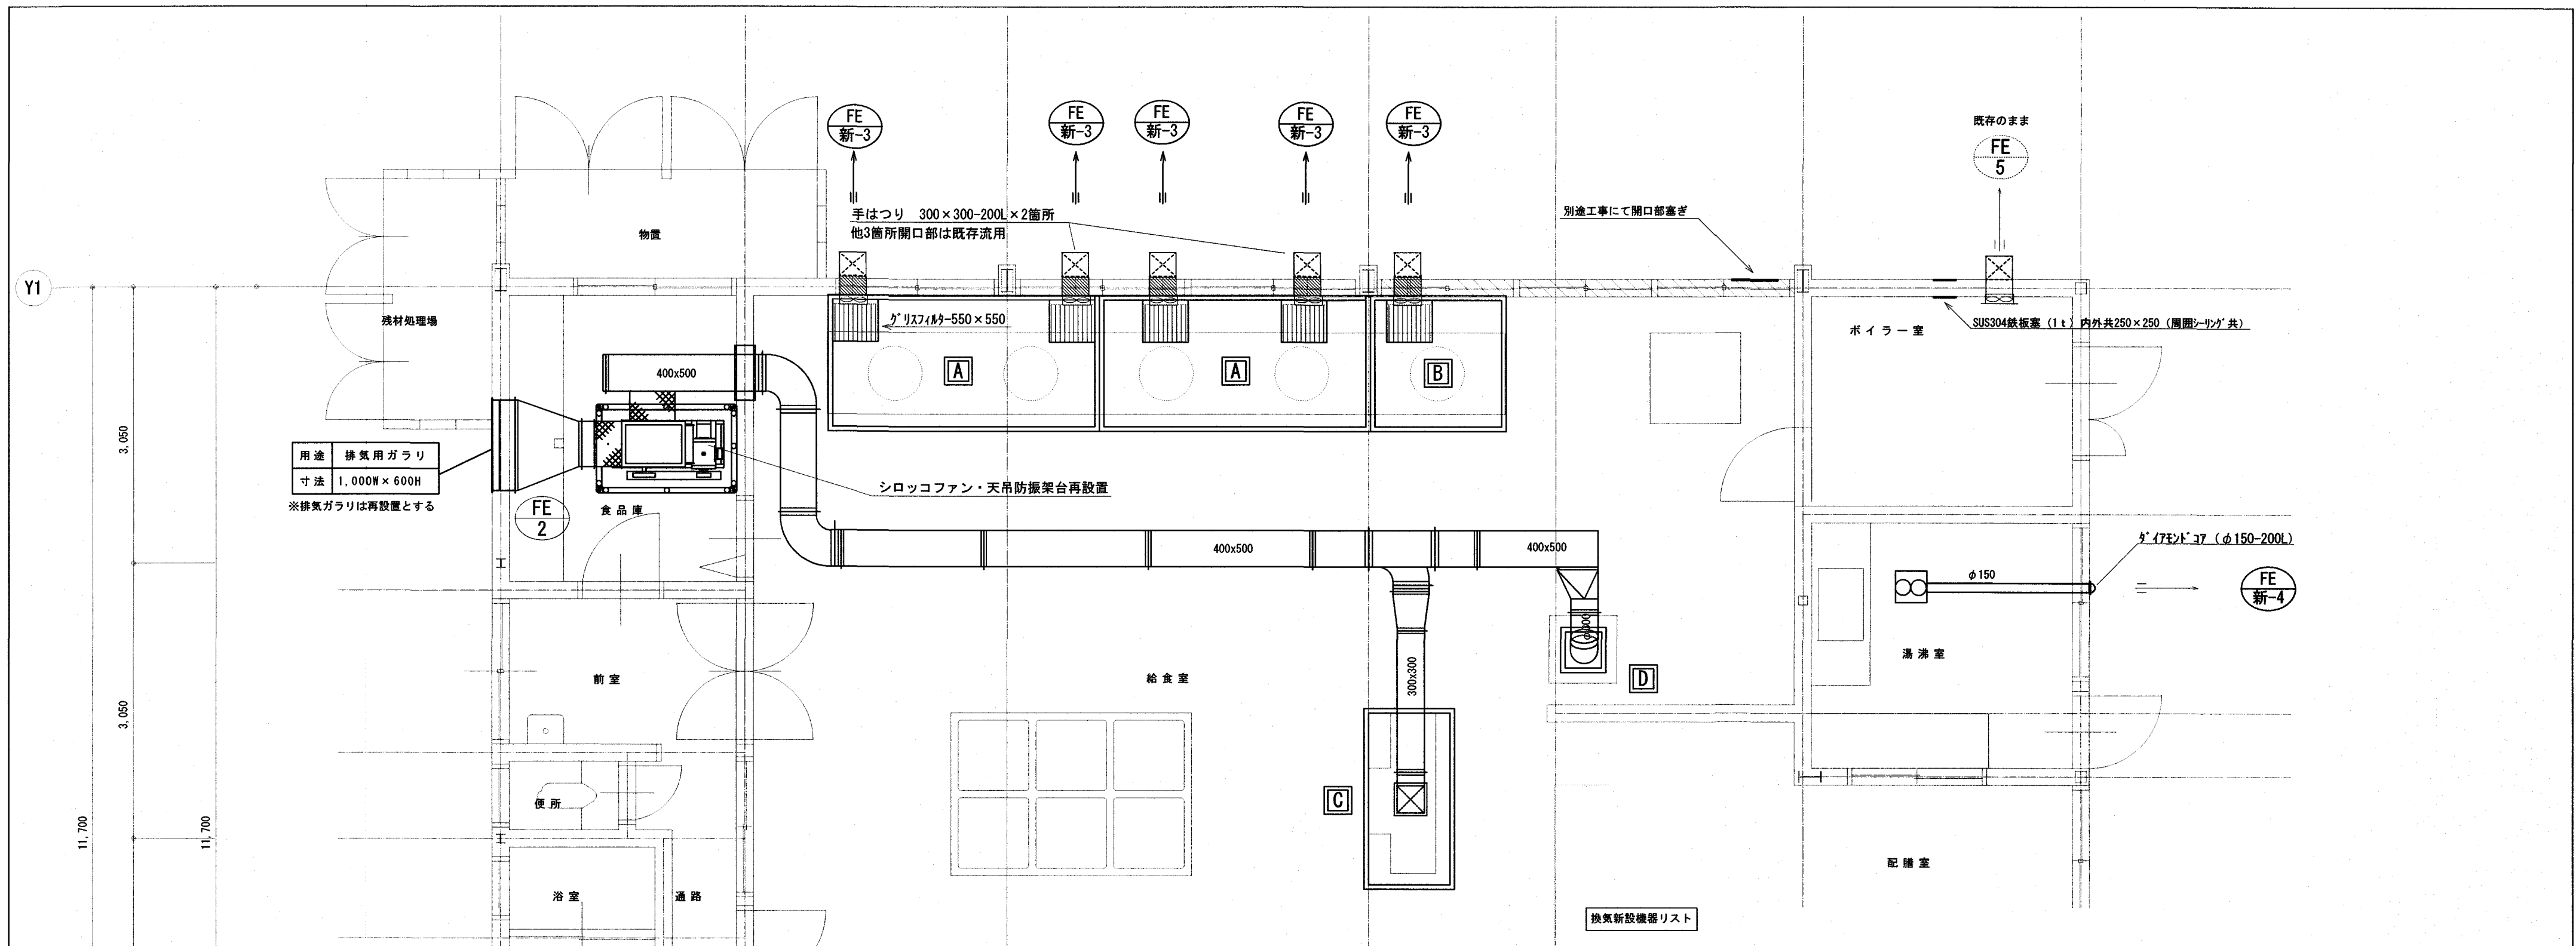 FE
新-3
FE
新-3
FE
新-3
FE
新-3
FE
新-3
既存のまま
FE
5
手はつり 300×300-200L×2箇所
他3箇所開口部は既存流用
別途工事にて開口部塞ぎ
物置
Y1
残材処理場
グリスフィルター550×550
ボイラー室
SUS304鉄板塞（1t）内外共250×250（周囲シーリング共）
400x500
A
A
B
3,050
用途 排気用ガラリ
寸法 1,000W×600H
※排気ガラリは再設置とする
シロッコファン・天吊防振架台再設置
FE
2
食品庫
400x500
400x500
ダイアモンドコア（φ150-200L）
φ150
FE
新-4
φ300
湯沸室
前室
給食室
300x300
D
3,050
C
便所
11,700
11,700
配膳室
浴室
通路
換気新設機器リスト